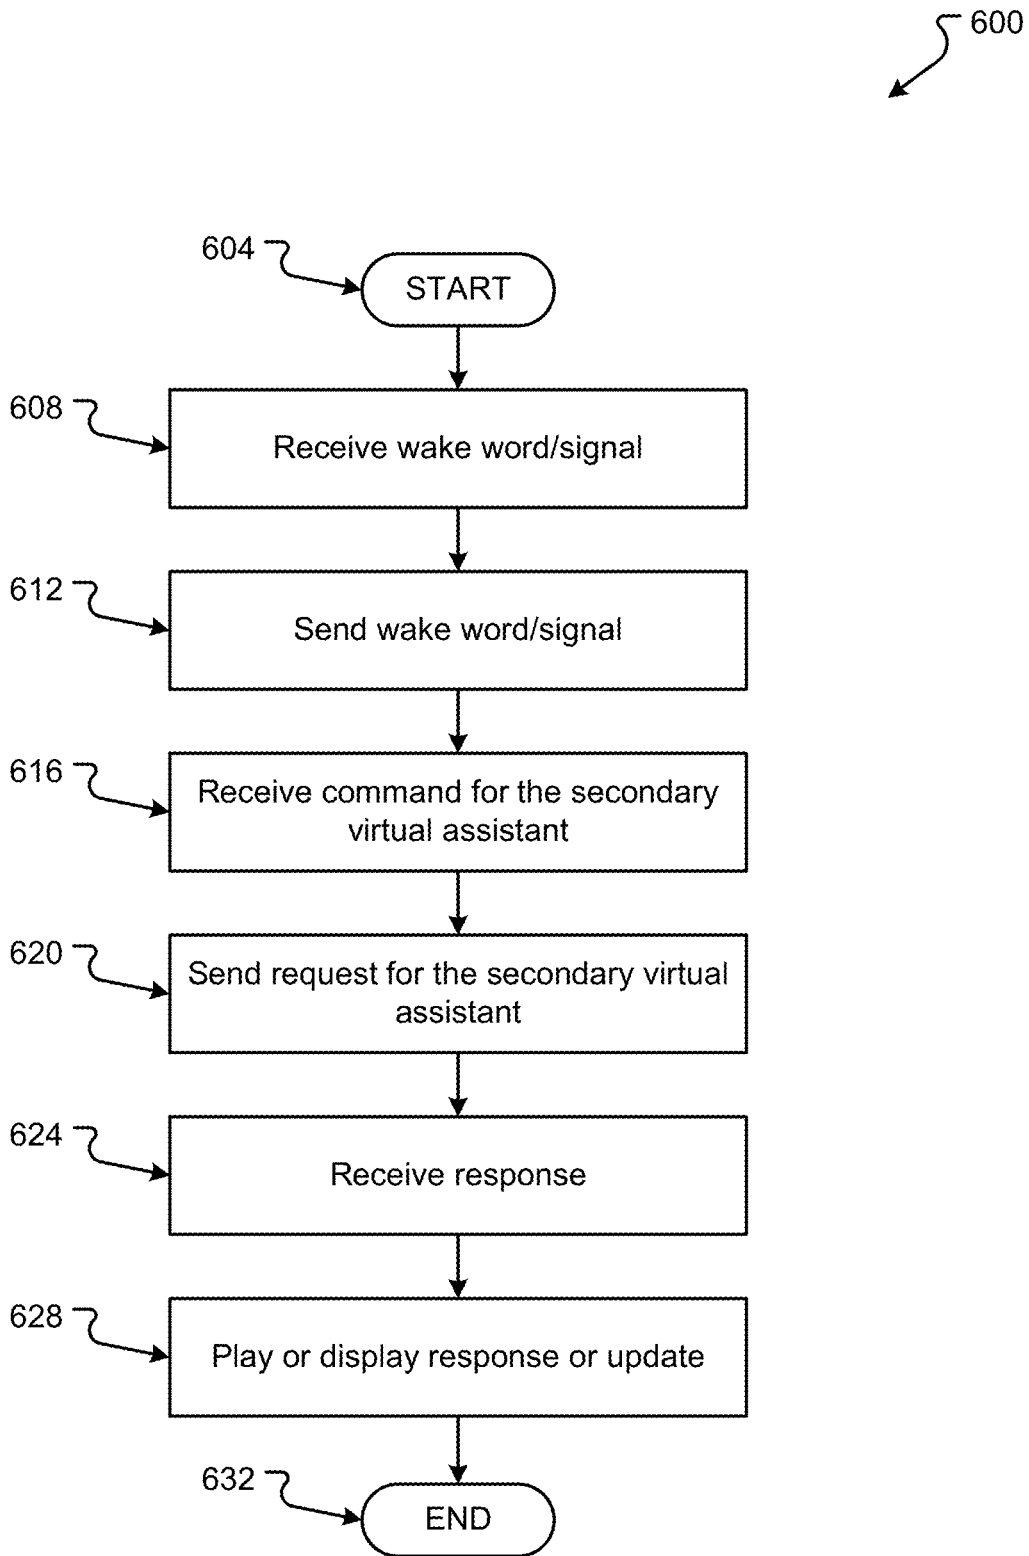 600
604
START
608
Receive wake word/signal
612
Send wake word/signal
616
Receive command for the secondary
virtual assistant
620
Send request for the secondary virtual
assistant
624
Receive response
628
Play or display response or update
632
END